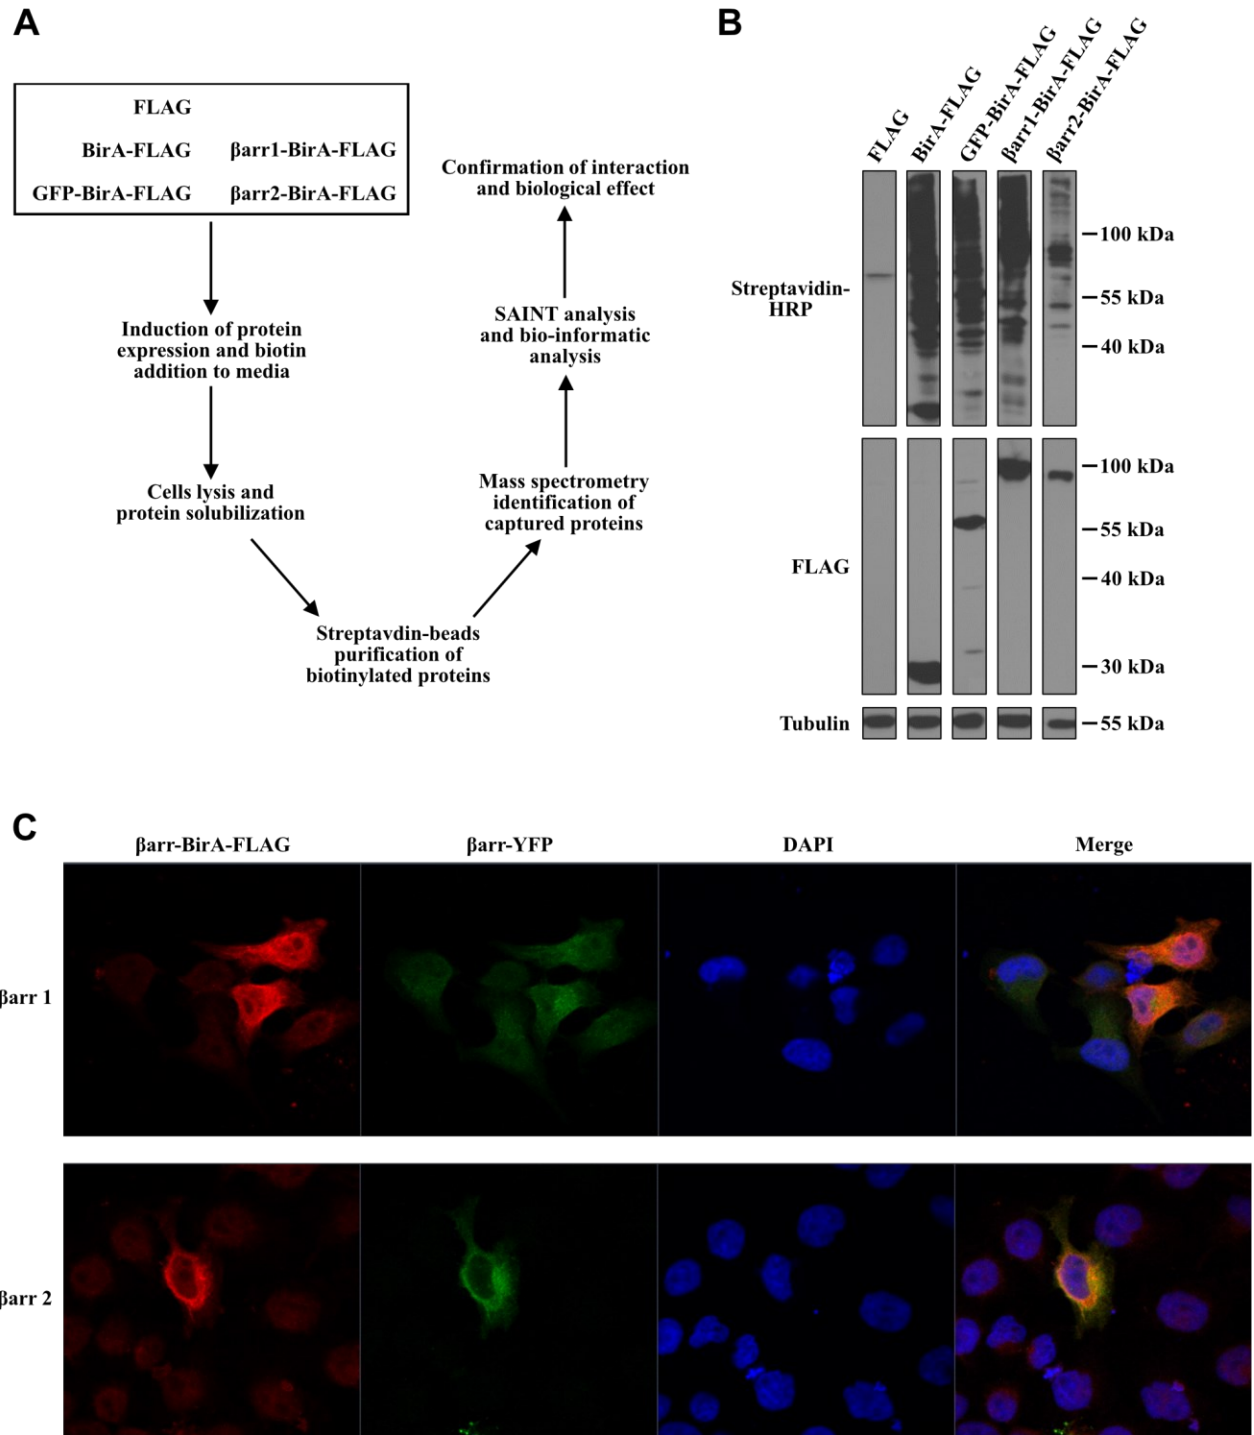 A
FLAG
BirA-FLAG βarr1-BirA-FLAG
GFP-BirA-FLAG βarr2-BirA-FLAG
Induction of protein
expression and biotin
addition to media
Cells lysis and
protein solubilization
Streptavdin-beads
purification of
biotinylated proteins
Mass spectrometry
identification of
captured proteins
SAINT analysis
and bio-informatic
analysis
Confirmation of interaction
and biological effect
B
FLAG
BirA-FLAG
GFP-BirA-FLAG
βarr1-BirA-FLAG
βarr2-BirA-FLAG
Streptavidin-
HRP
100 kDa
55 kDa
40 kDa
FLAG
100 kDa
55 kDa
40 kDa
30 kDa
Tubulin
55 kDa
C
βarr-BirA-FLAG βarr-YFP DAPI Merge
βarr 1
βarr 2